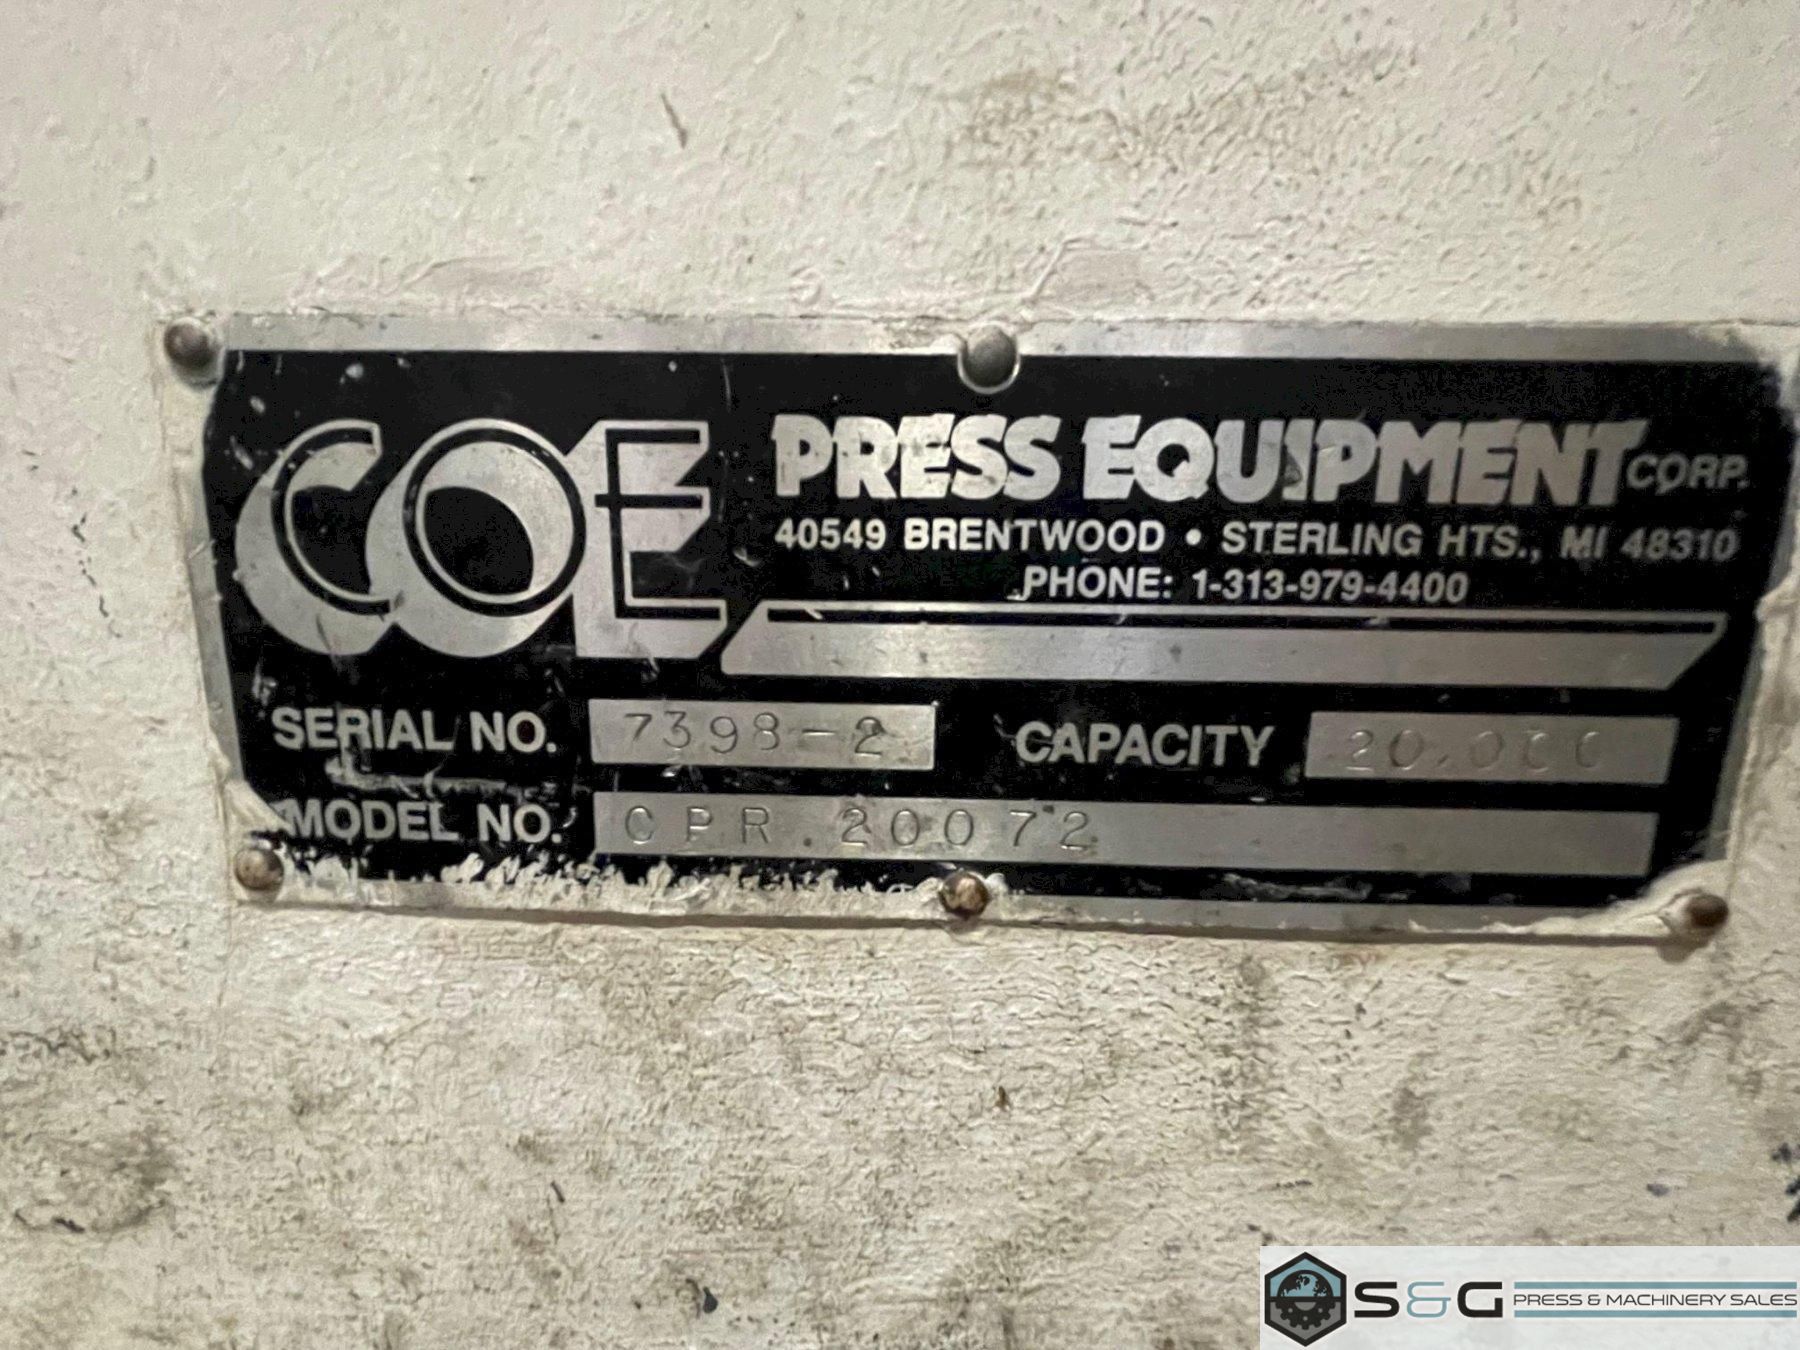 COE PRESS EQUIPMENT CORP.
40549 BRENTWOOD • STERLING HTS., MI 48310
PHONE: 1-313-979-4400
SERIAL NO. 7398-2 CAPACITY 20.000
MODEL NO. CPR.20072
S&G PRESS & MACHINERY SALES